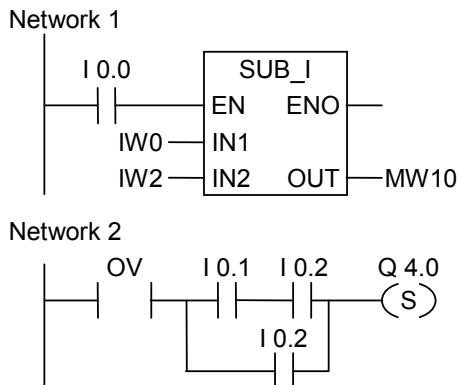 Network 1
I 0.0
SUB_I
EN ENO
IW0 IN1
IW2 IN2 OUT MW10
Network 2
OV I 0.1 I 0.2 Q 4.0
S
I 0.2